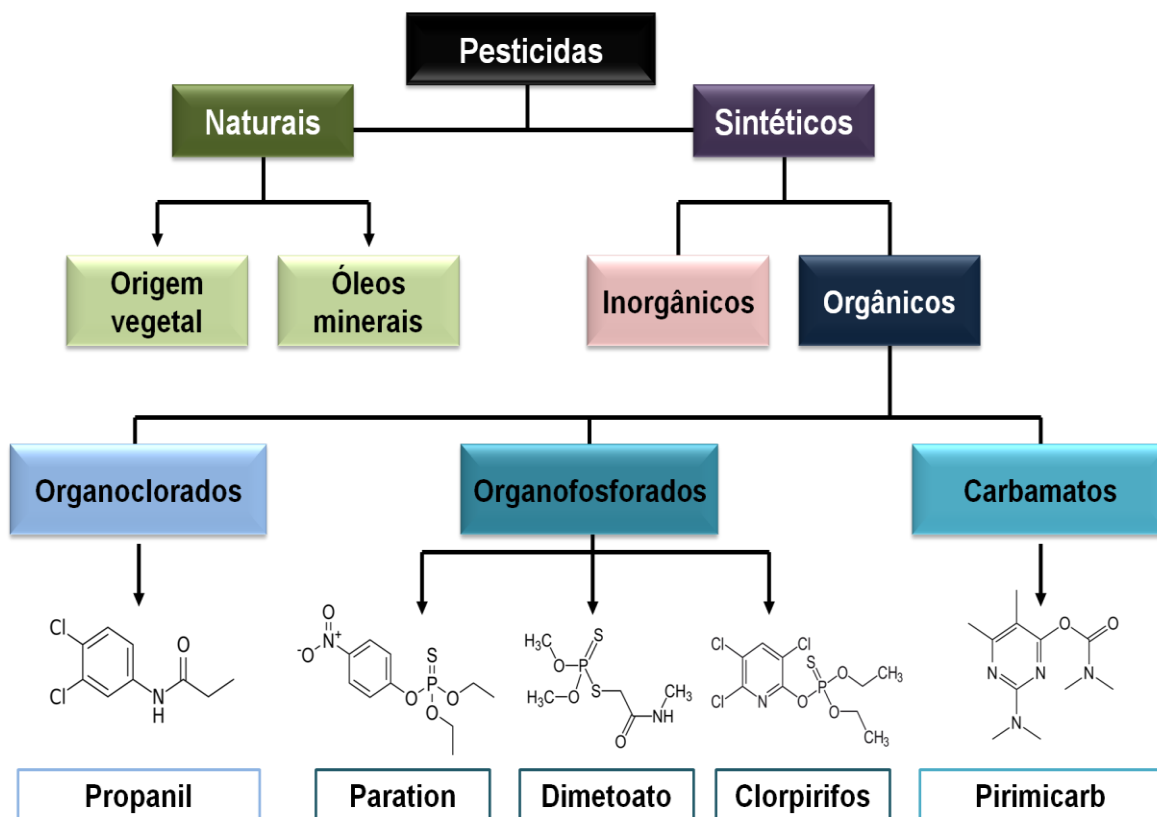 Pesticidas
Naturais
Sintéticos
Origem
vegetal
Óleos
minerais
Inorgânicos
Orgânicos
Organoclorados
Organofosforados
Carbamatos
Cl
Cl
O
N
H
O
N+
-O
S
O
P
O
O
S
H3C
O
P
CH3
O
S
CH3
NH
O
Cl
Cl
S
O
CH3
P
Cl
N
O
O
CH3
O
O
N
N
N
N
Propanil
Paration
Dimetoato
Clorpirifos
Pirimicarb